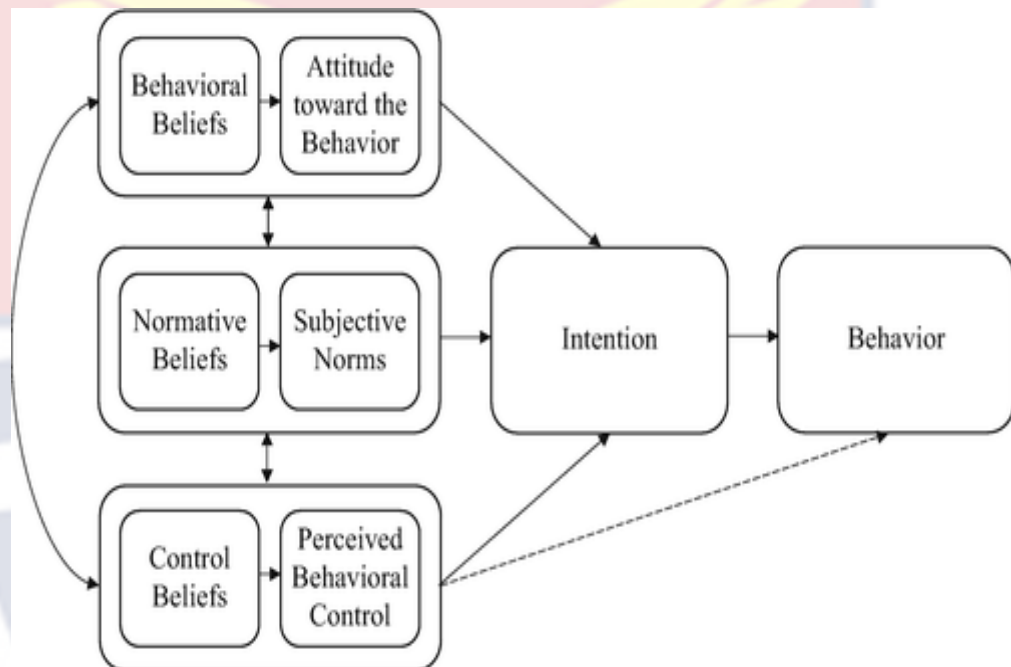 Behavioral
Beliefs
Attitude
toward the
Behavior
Normative
Beliefs
Subjective
Norms
Intention
Behavior
Control
Beliefs
Perceived
Behavioral
Control